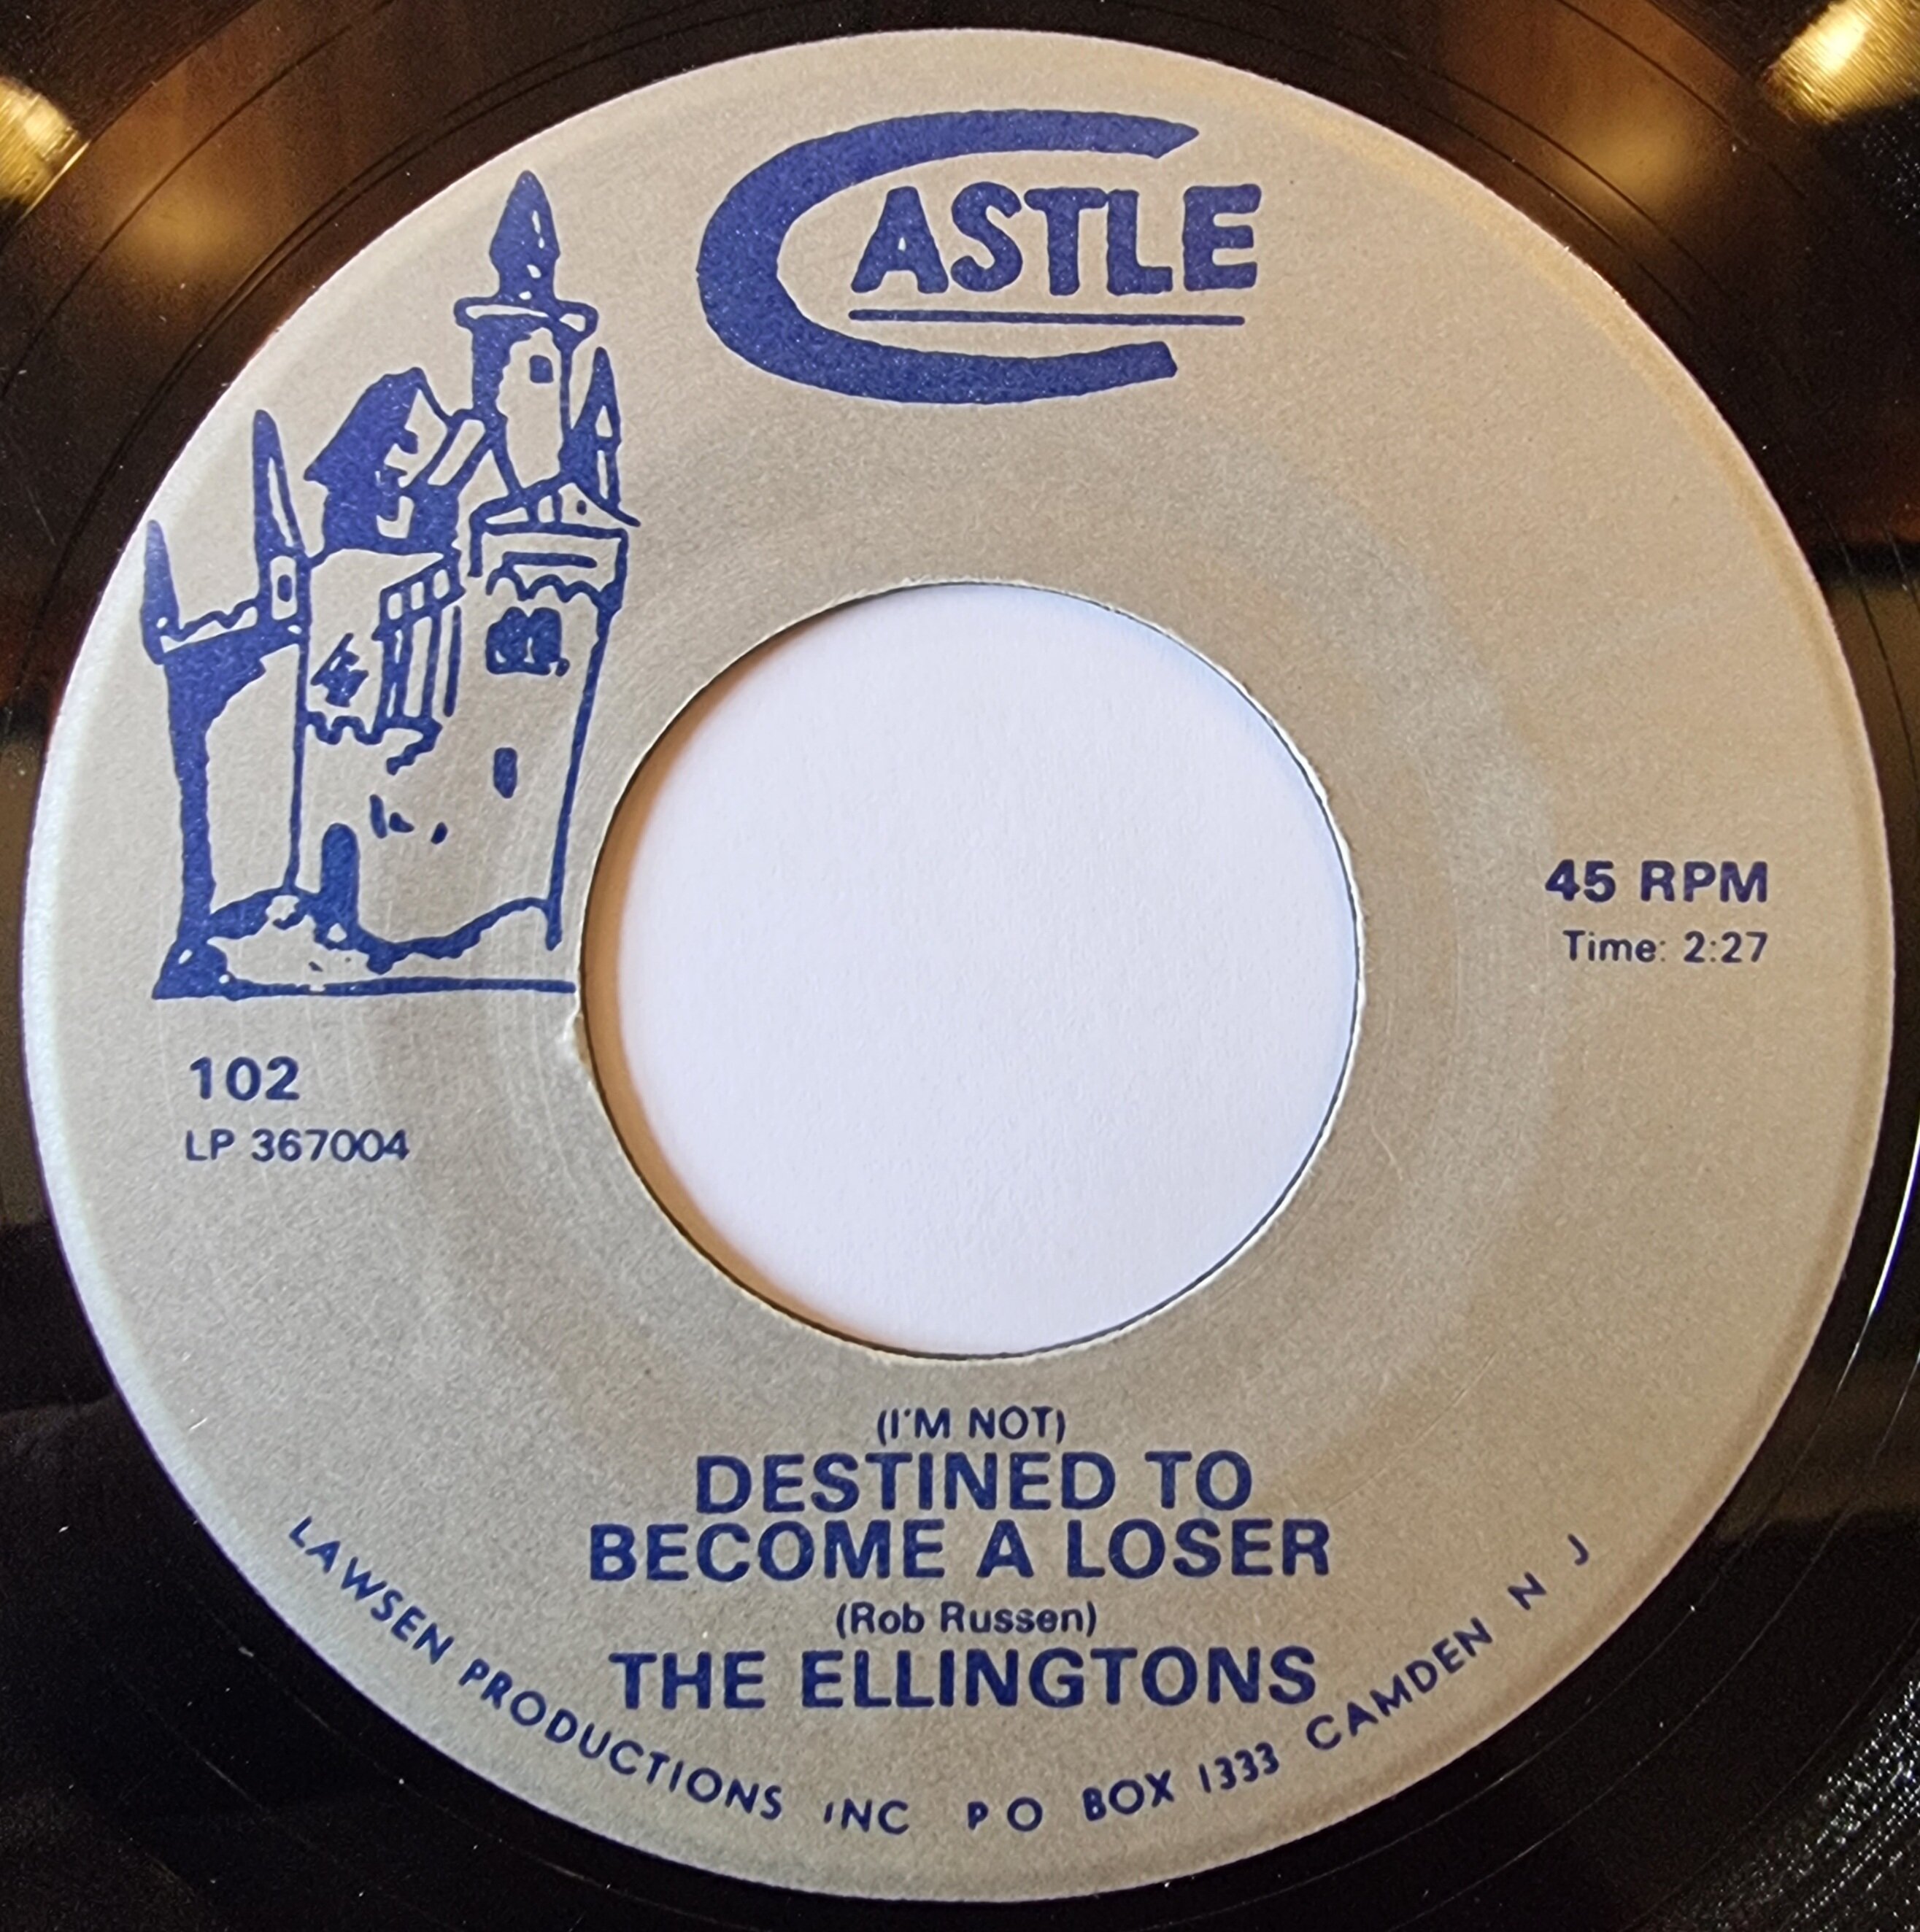 CASTLE
45 RPM
Time: 2:27
102
LP 367004
(I'M NOT)
DESTINED TO
BECOME A LOSER
(Rob Russen)
THE ELLINGTONS
LAWSEN PRODUCTIONS INC P O BOX 1333 CAMDEN N J